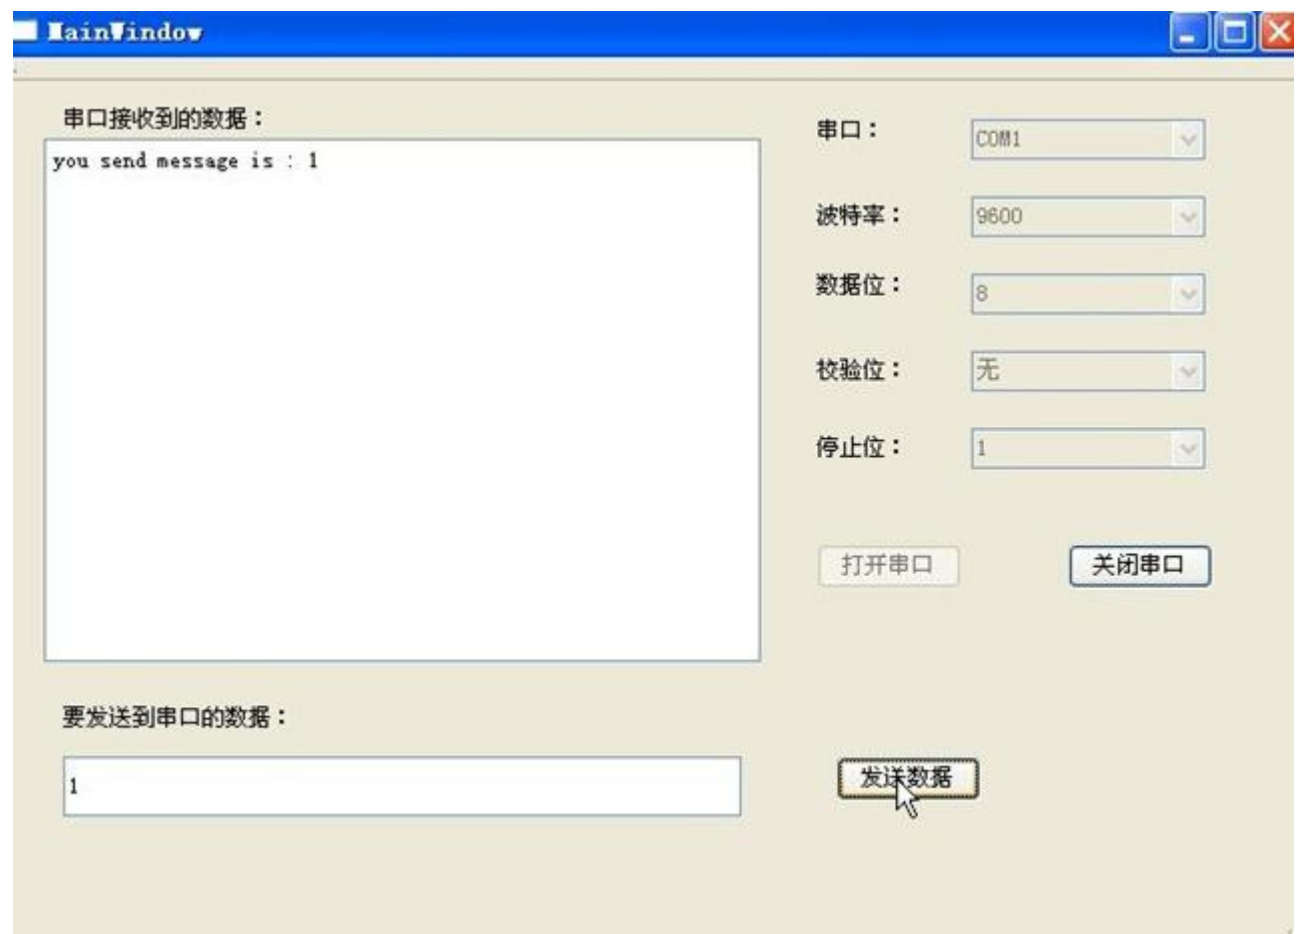 MainWindow
串口接收到的数据：
you send message is : 1
串口：
COM1
波特率：
9600
数据位：
8
校验位：
无
停止位：
1
打开串口
关闭串口
要发送到串口的数据：
1
发送数据